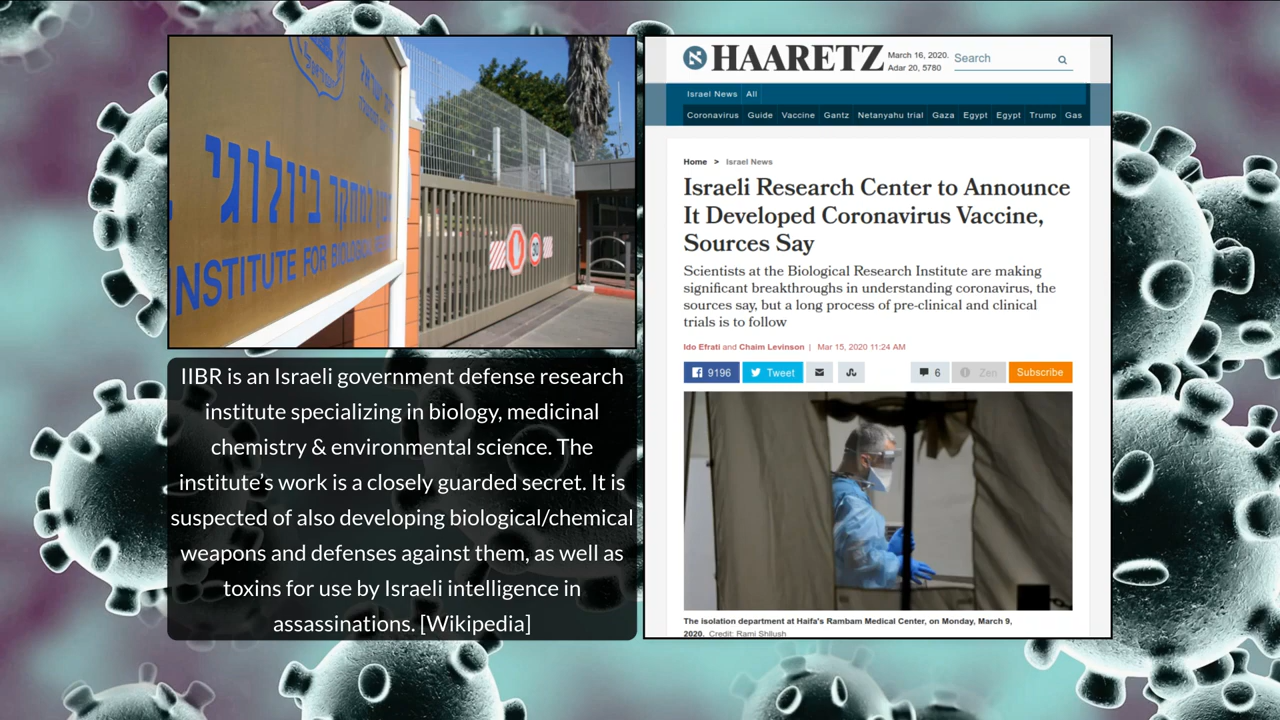 ביולוגי
NSTITUTE FOR BIOLOGICAL
30
IIBR is an Israeli government defense research
institute specializing in biology, medicinal
chemistry & environmental science. The
institute’s work is a closely guarded secret. It is
suspected of also developing biological/chemical
weapons and defenses against them, as well as
toxins for use by Israeli intelligence in
assassinations. [Wikipedia]
HAARETZ
March 16, 2020.
Adar 20, 5780
Search
Israel News All
Coronavirus Guide Vaccine Gantz Netanyahu trial Gaza Egypt Egypt Trump Gas
Home > Israel News
Israeli Research Center to Announce
It Developed Coronavirus Vaccine,
Sources Say
Scientists at the Biological Research Institute are making
significant breakthroughs in understanding coronavirus, the
sources say, but a long process of pre-clinical and clinical
trials is to follow
Ido Efrati and Chaim Levinson | Mar 15, 2020 11:24 AM
9196 Tweet 6 Zen Subscribe
The isolation department at Haifa's Rambam Medical Center, on Monday, March 9,
2020. Credit: Rami Shllush